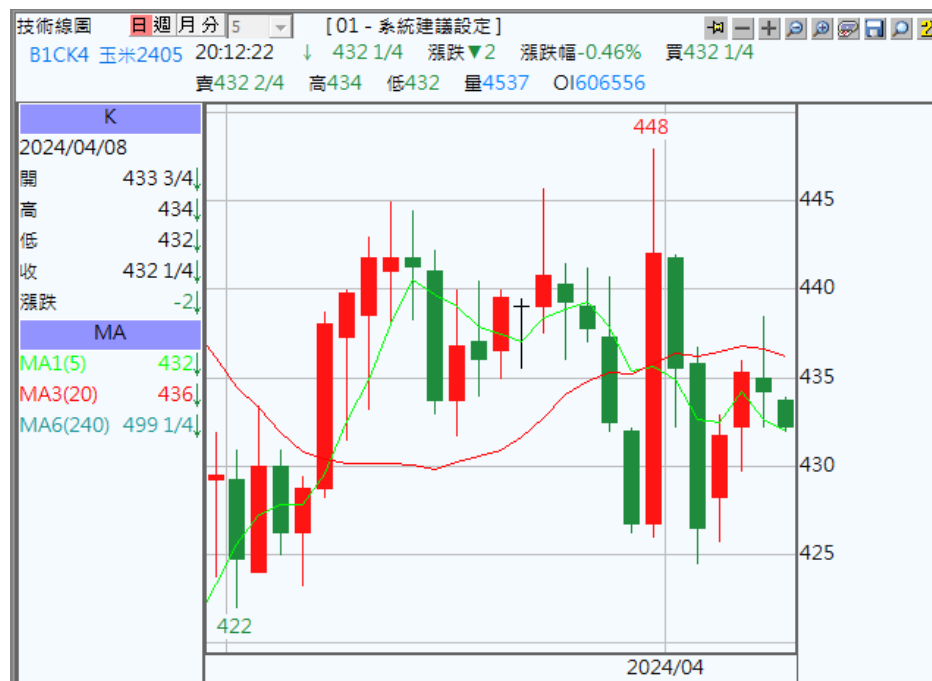 技術線圖 日 週 月 分 5 [ 01 - 系統建議設定 ]
B1CK4 玉米2405 20:12:22 ↓ 432 1/4 漲跌▼2 漲跌幅-0.46% 買432 1/4
賣432 2/4 高434 低432 量4537 OI606556
K
2024/04/08
開 433 3/4↓
高 434↓
低 432↓
收 432 1/4↓
漲跌 -2↓
MA
MA1(5) 432↓
MA3(20) 436↓
MA6(240) 499 1/4↓
448
445
440
435
430
425
422
2024/04